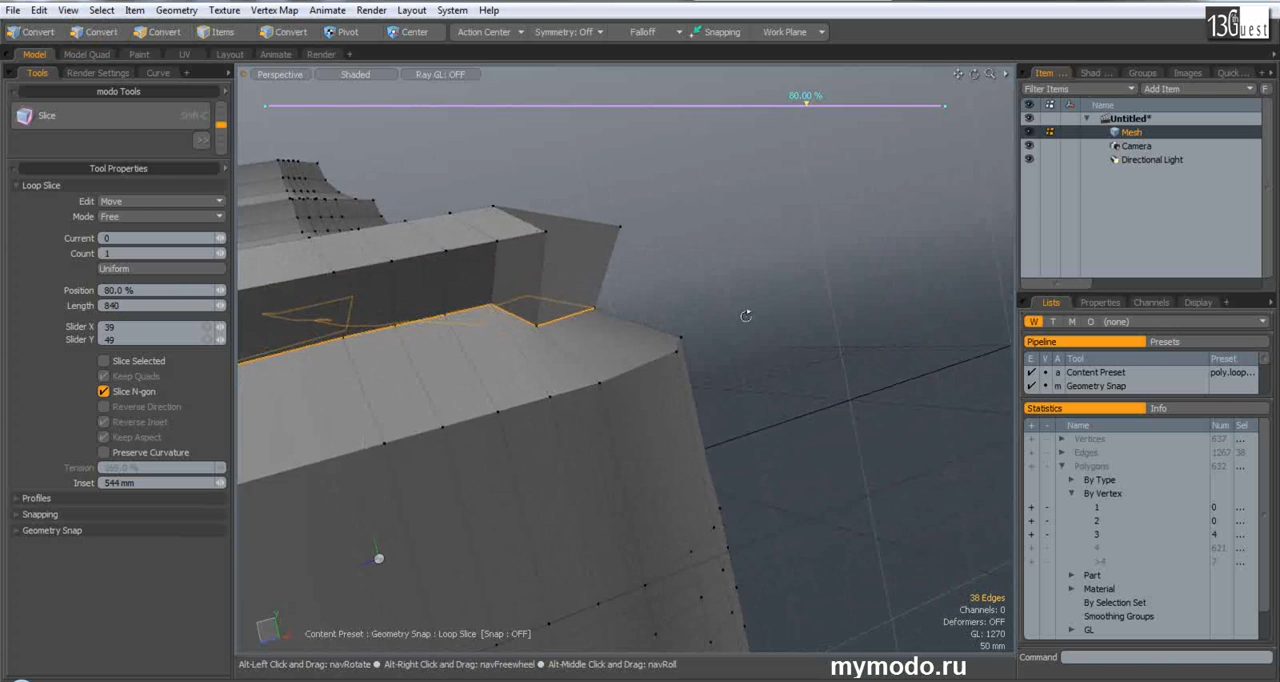 File Edit View Select Item Geometry Texture Vertex Map Animate Render Layout System Help
Convert Convert Convert Items Convert Pivot Center Action Center Symmetry: Off Falloff Snapping Work Plane
136 uest
Model Model Quad Paint UV Layout Animate Render +
Tools Render Settings Curve +
modo Tools
Slice Shift-C
>>
Tool Properties
Loop Slice
Edit Move
Mode Free
Current 0
Count 1
Uniform
Position 80.0 %
Length 840
Slider X 39
Slider Y 49
Slice Selected
Keep Quads
Slice N-gon
Reverse Direction
Reverse Inset
Keep Aspect
Preserve Curvature
Tension
Inset 544 mm
Profiles
Snapping
Geometry Snap
Perspective Shaded Ray GL: OFF
80.00 %
38 Edges
Channels: 0
Deformers: OFF
GL: 1270
50 mm
Content Preset : Geometry Snap : Loop Slice [Snap : OFF]
Alt-Left Click and Drag: navRotate ● Alt-Right Click and Drag: navFreewheel ● Alt-Middle Click and Drag: navRoll
mymodo.ru
Item ... Shad ... Groups Images Quick... +
Filter Items Add Item F
Name
Untitled*
Mesh
Camera
Directional Light
Lists Properties Channels Display +
W T M O (none)
Pipeline Presets
E V A Tool Preset
a Content Preset poly.loop...
m Geometry Snap
Statistics Info
+ - Name Num Sel
+ - Vertices 637 ...
+ - Edges 1267 38
+ - Polygons 632 ...
By Type
By Vertex
+ - 1 0 ...
+ - 2 0 ...
+ - 3 4 ...
+ - 4 621 ...
+ - >4 7 ...
Part
Material
By Selection Set
Smoothing Groups
GL
Command